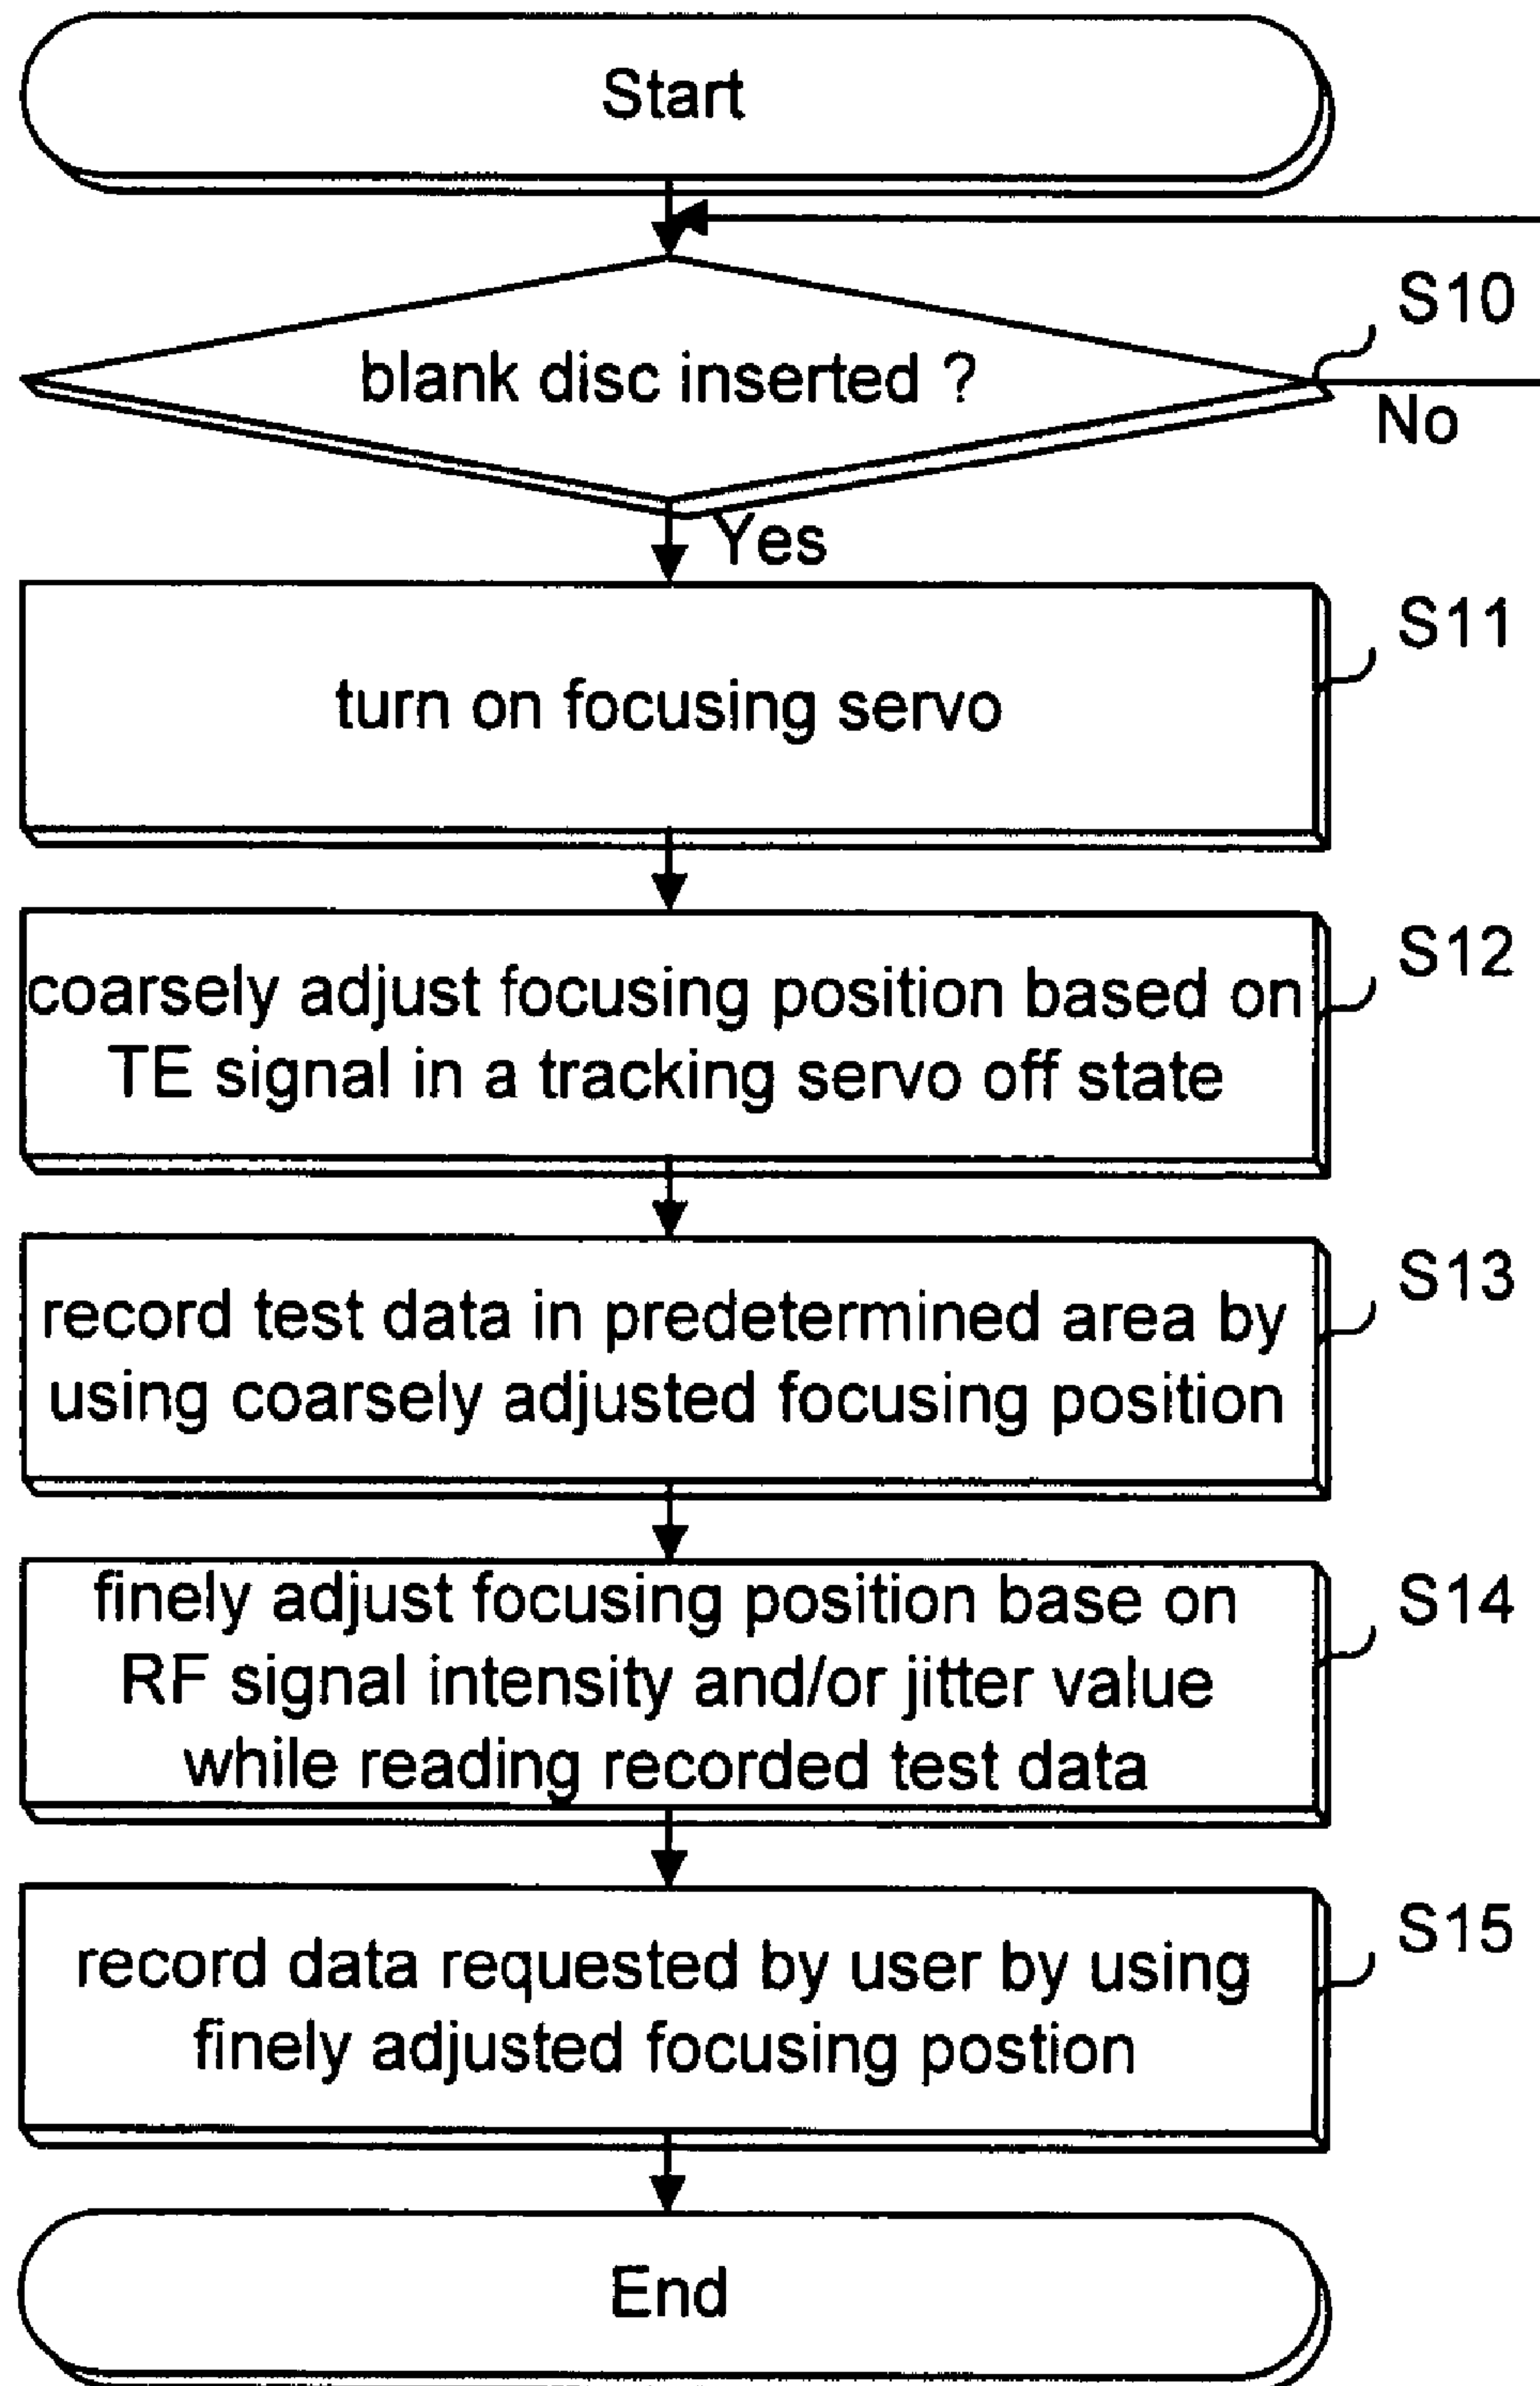 Start
S10
blank disc inserted ?
No
Yes
S11
turn on focusing servo
S12
coarsely adjust focusing position based on
TE signal in a tracking servo off state
S13
record test data in predetermined area by
using coarsely adjusted focusing position
S14
finely adjust focusing position base on
RF signal intensity and/or jitter value
while reading recorded test data
S15
record data requested by user by using
finely adjusted focusing postion
End